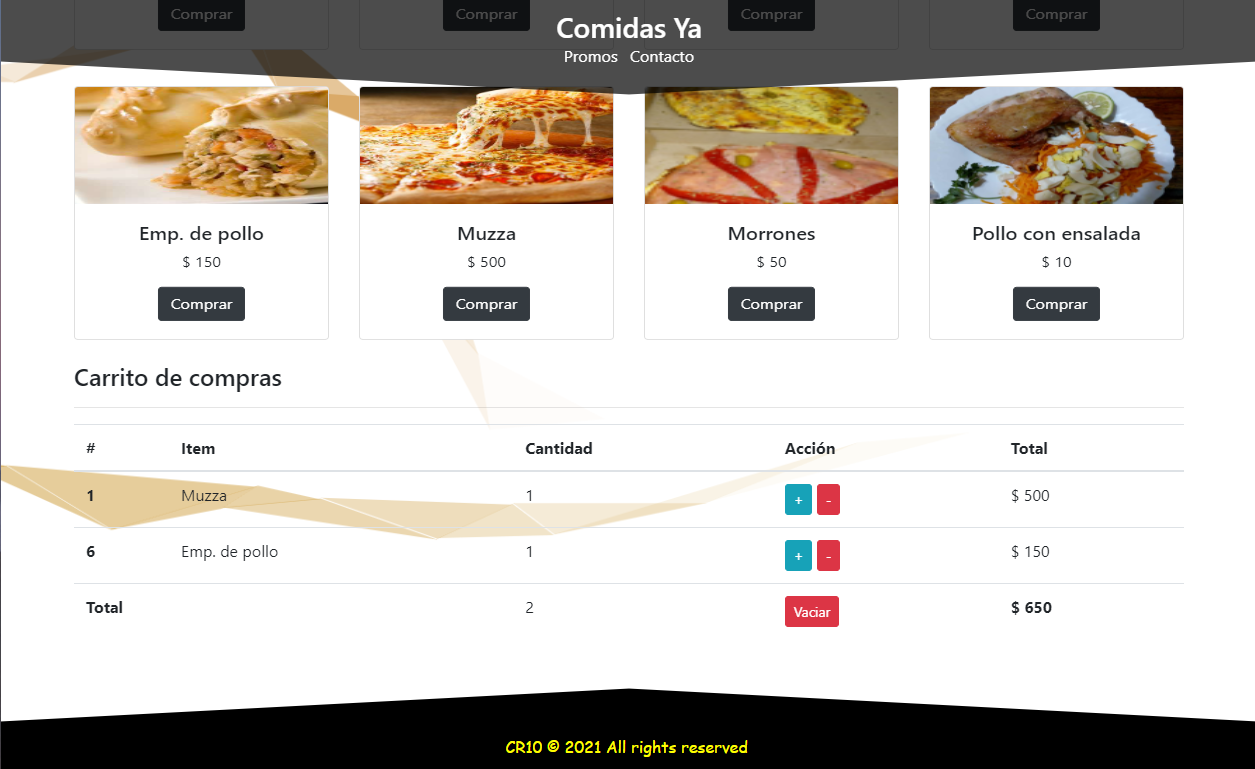 Comprar Comprar Comprar Comprar
Comidas Ya
Promos Contacto
Emp. de pollo
$ 150
Comprar
Muzza
$ 500
Comprar
Morrones
$ 50
Comprar
Pollo con ensalada
$ 10
Comprar
Carrito de compras
# Item Cantidad Acción Total
1 Muzza 1 + - $ 500
6 Emp. de pollo 1 + - $ 150
Total 2 Vaciar $ 650
CR10 © 2021 All rights reserved